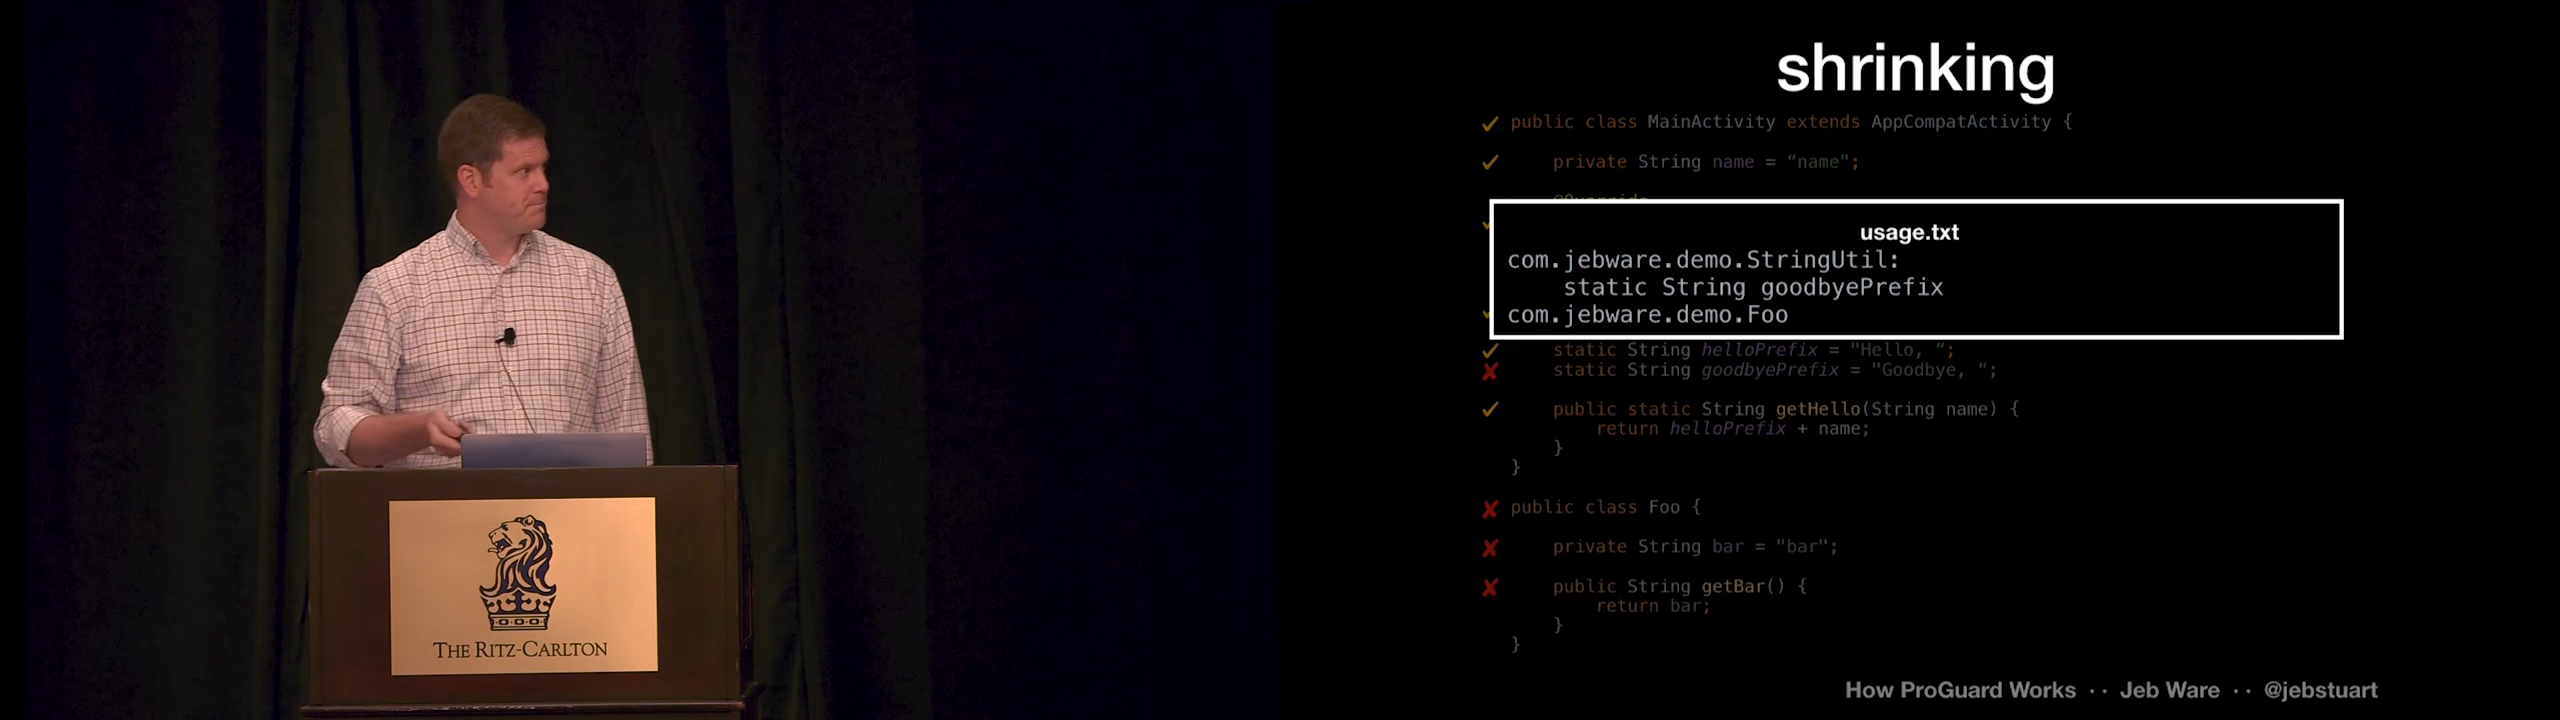 THE RITZ-CARLTON
shrinking
✓ public class MainActivity extends AppCompatActivity {
✓ private String name = “name";
@Override
usage.txt
com.jebware.demo.StringUtil:
static String goodbyePrefix
com.jebware.demo.Foo
✓ static String helloPrefix = "Hello, “;
✘ static String goodbyePrefix = "Goodbye, “;
✓ public static String getHello(String name) {
return helloPrefix + name;
}
}
✘ public class Foo {
✘ private String bar = "bar";
✘ public String getBar() {
return bar;
}
}
How ProGuard Works ·· Jeb Ware ·· @jebstuart